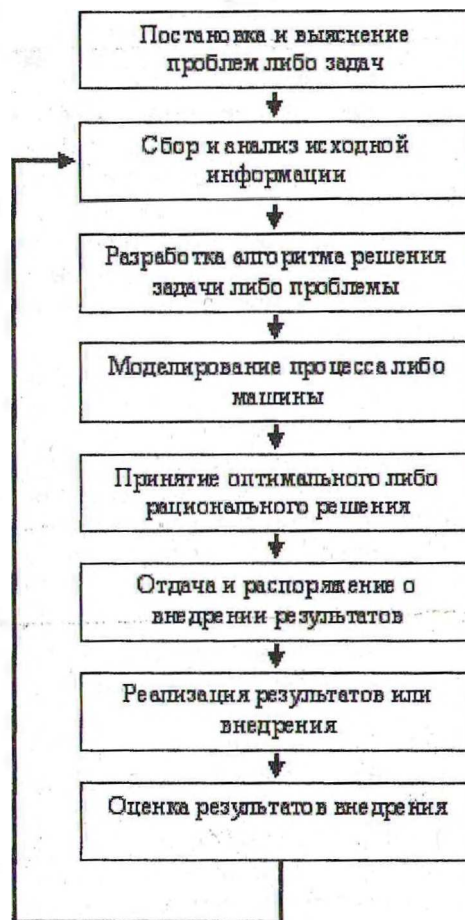 Постановка и выяснение
проблем либо задач
Сбор и анализ исходной
информации
Разработка алгоритма решения
задачи либо проблемы
Моделирование процесса либо
машины
Принятие оптимального либо
рационального решения
Отдача и распоряжение о
внедрении результатов
Реализация результатов или
внедрения
Оценка результатов внедрения